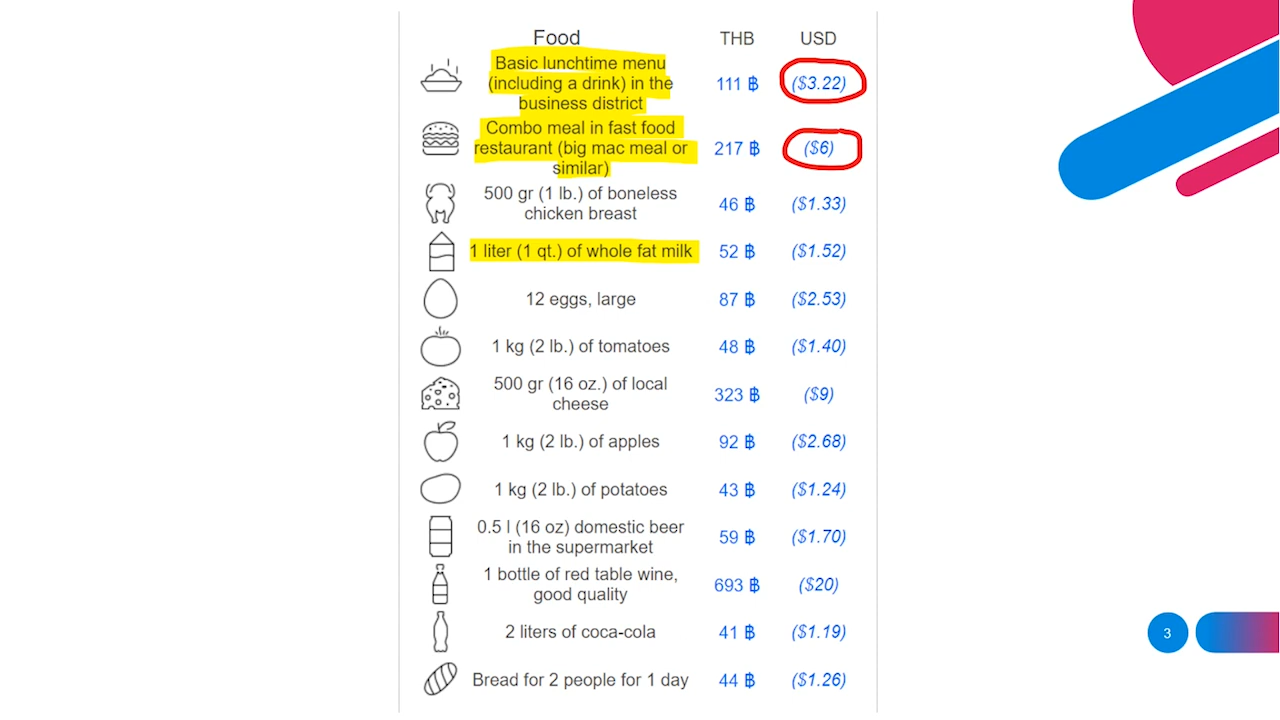 Food THB USD
Basic lunchtime menu
(including a drink) in the
business district
111 ฿ ($3.22)
Combo meal in fast food
restaurant (big mac meal or
similar)
217 ฿ ($6)
500 gr (1 lb.) of boneless
chicken breast
46 ฿ ($1.33)
1 liter (1 qt.) of whole fat milk 52 ฿ ($1.52)
12 eggs, large 87 ฿ ($2.53)
1 kg (2 lb.) of tomatoes 48 ฿ ($1.40)
500 gr (16 oz.) of local
cheese
323 ฿ ($9)
1 kg (2 lb.) of apples 92 ฿ ($2.68)
1 kg (2 lb.) of potatoes 43 ฿ ($1.24)
0.5 l (16 oz) domestic beer
in the supermarket
59 ฿ ($1.70)
1 bottle of red table wine,
good quality
693 ฿ ($20)
2 liters of coca-cola 41 ฿ ($1.19)
Bread for 2 people for 1 day 44 ฿ ($1.26)
3